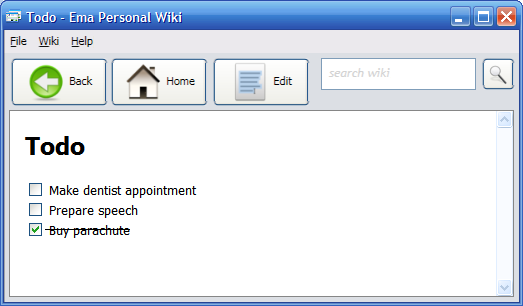 Todo - Ema Personal Wiki
File Wiki Help
Back Home Edit search wiki
Todo
Make dentist appointment
Prepare speech
Buy parachute